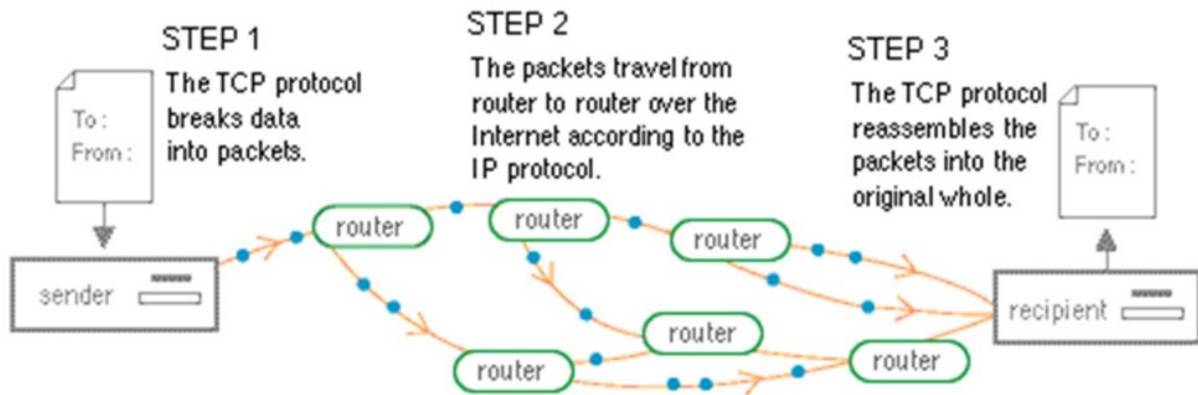 STEP 1
The TCP protocol
breaks data
into packets.
To :
From :
STEP 2
The packets travel from
router to router over the
Internet according to the
IP protocol.
STEP 3
The TCP protocol
reassembles the
packets into the
original whole.
To :
From :
router
router
router
sender
recipient
router
router
router